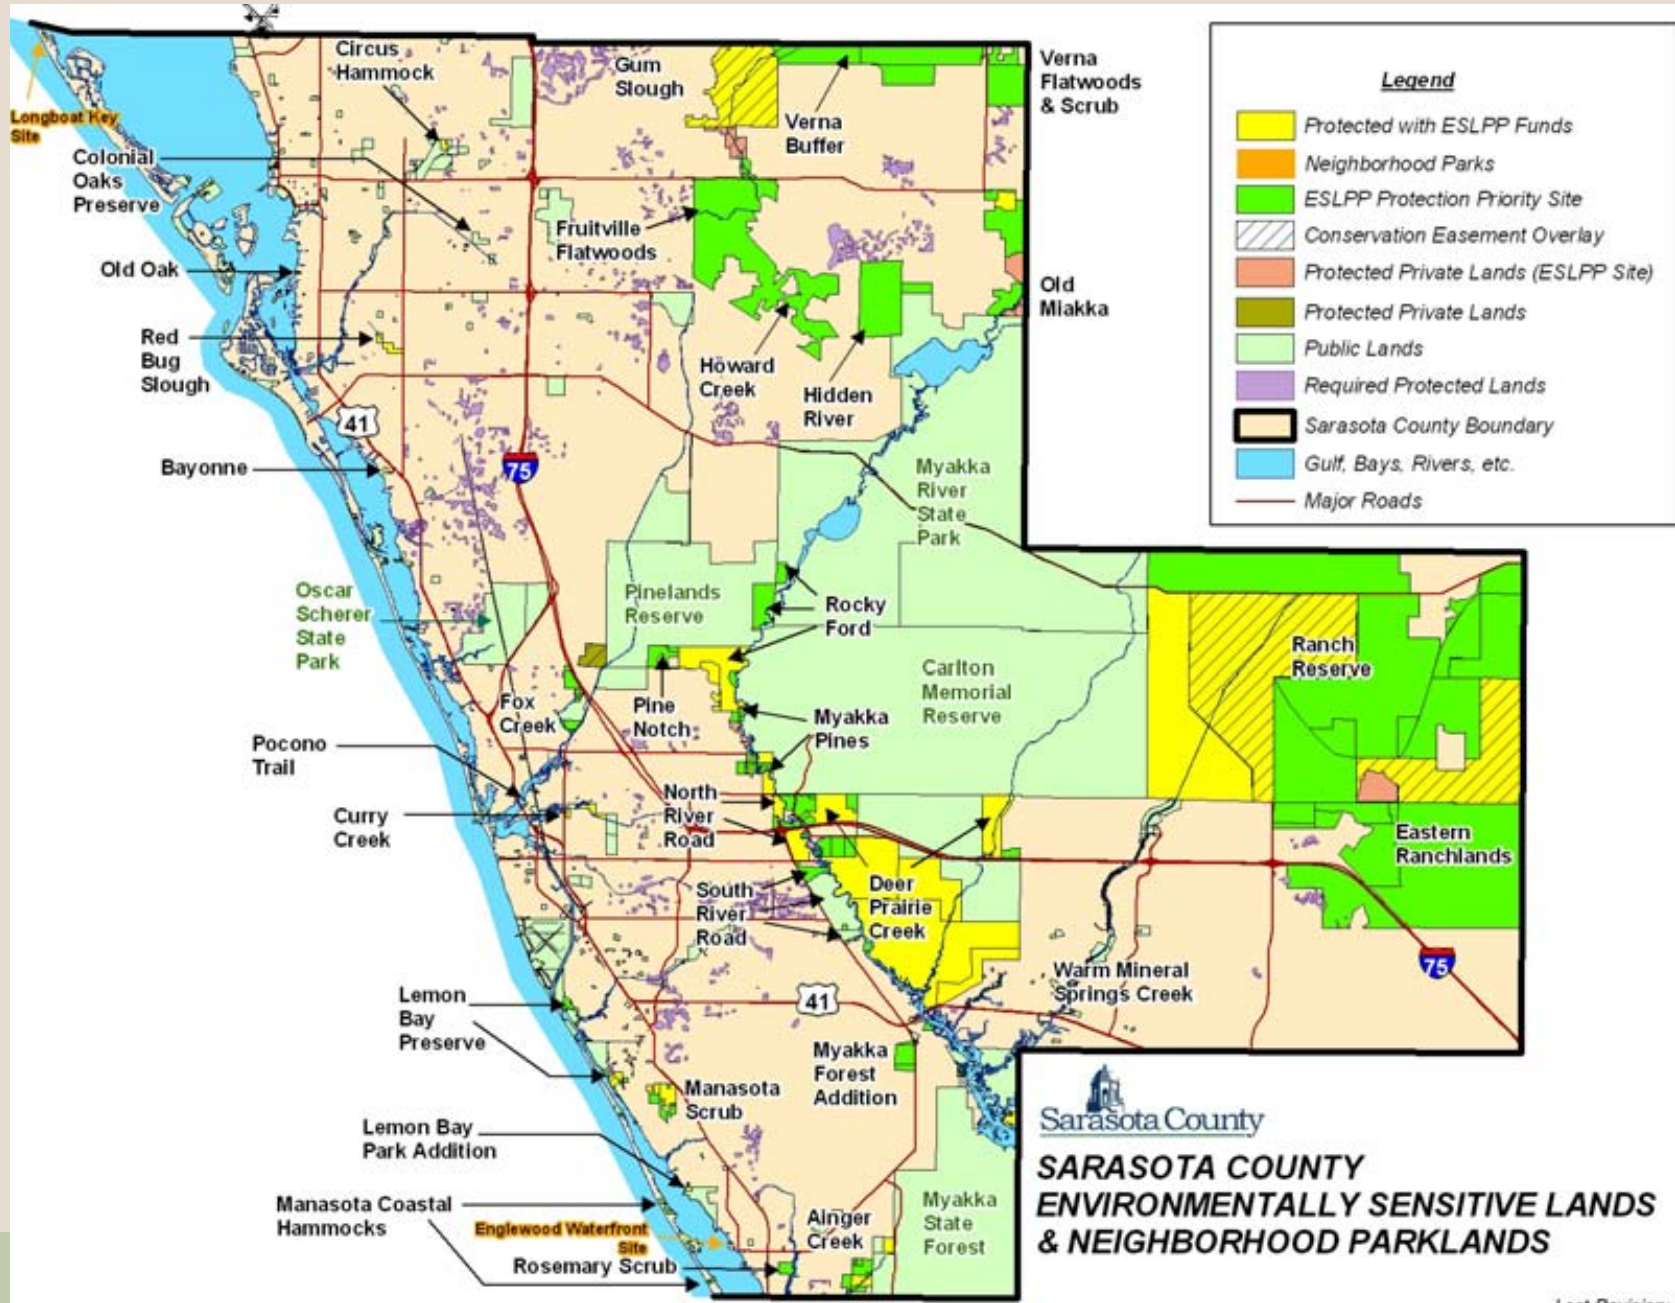 Circus
Hammock
Gum
Slough
Verna
Flatwoods
& Scrub
Longboat Key
Site
Verna
Buffer
Colonial
Oaks
Preserve
Fruitville
Flatwoods
Old Oak
Old
Miakka
Red
Bug
Slough
Howard
Creek
Hidden
River
41
75
Bayonne
Myakka
River
State
Park
Oscar
Scherer
State
Park
Pinelands
Reserve
Rocky
Ford
Ranch
Reserve
Carlton
Memorial
Reserve
Fox
Creek
Pine
Notch
Myakka
Pines
Pocono
Trail
North
River
Road
Curry
Creek
Eastern
Ranchlands
South
River
Road
Deer
Prairie
Creek
75
Warm Mineral
Springs Creek
Lemon
Bay
Preserve
41
Myakka
Forest
Addition
Manasota
Scrub
Lemon Bay
Park Addition
Manasota Coastal
Hammocks
Englewood Waterfront
Site
Ainger
Creek
Myakka
State
Forest
Rosemary Scrub
Legend
Protected with ESLPP Funds
Neighborhood Parks
ESLPP Protection Priority Site
Conservation Easement Overlay
Protected Private Lands (ESLPP Site)
Protected Private Lands
Public Lands
Required Protected Lands
Sarasota County Boundary
Gulf, Bays, Rivers, etc.
Major Roads
Sarasota County
SARASOTA COUNTY
ENVIRONMENTALLY SENSITIVE LANDS
& NEIGHBORHOOD PARKLANDS